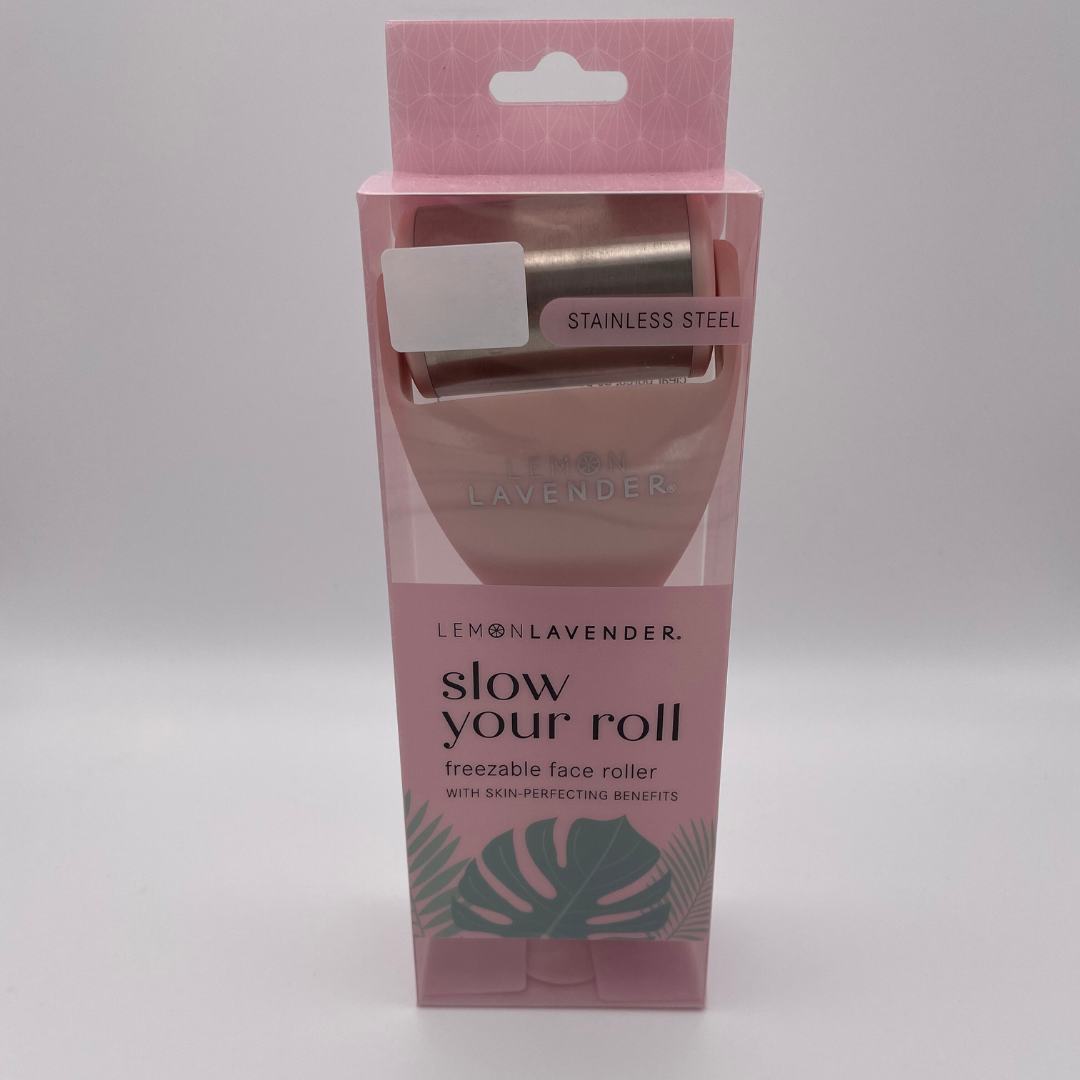 STAINLESS STEEL
LEMON
LAVENDER®
LEMONLAVENDER®
slow
your roll
freezable face roller
WITH SKIN-PERFECTING BENEFITS